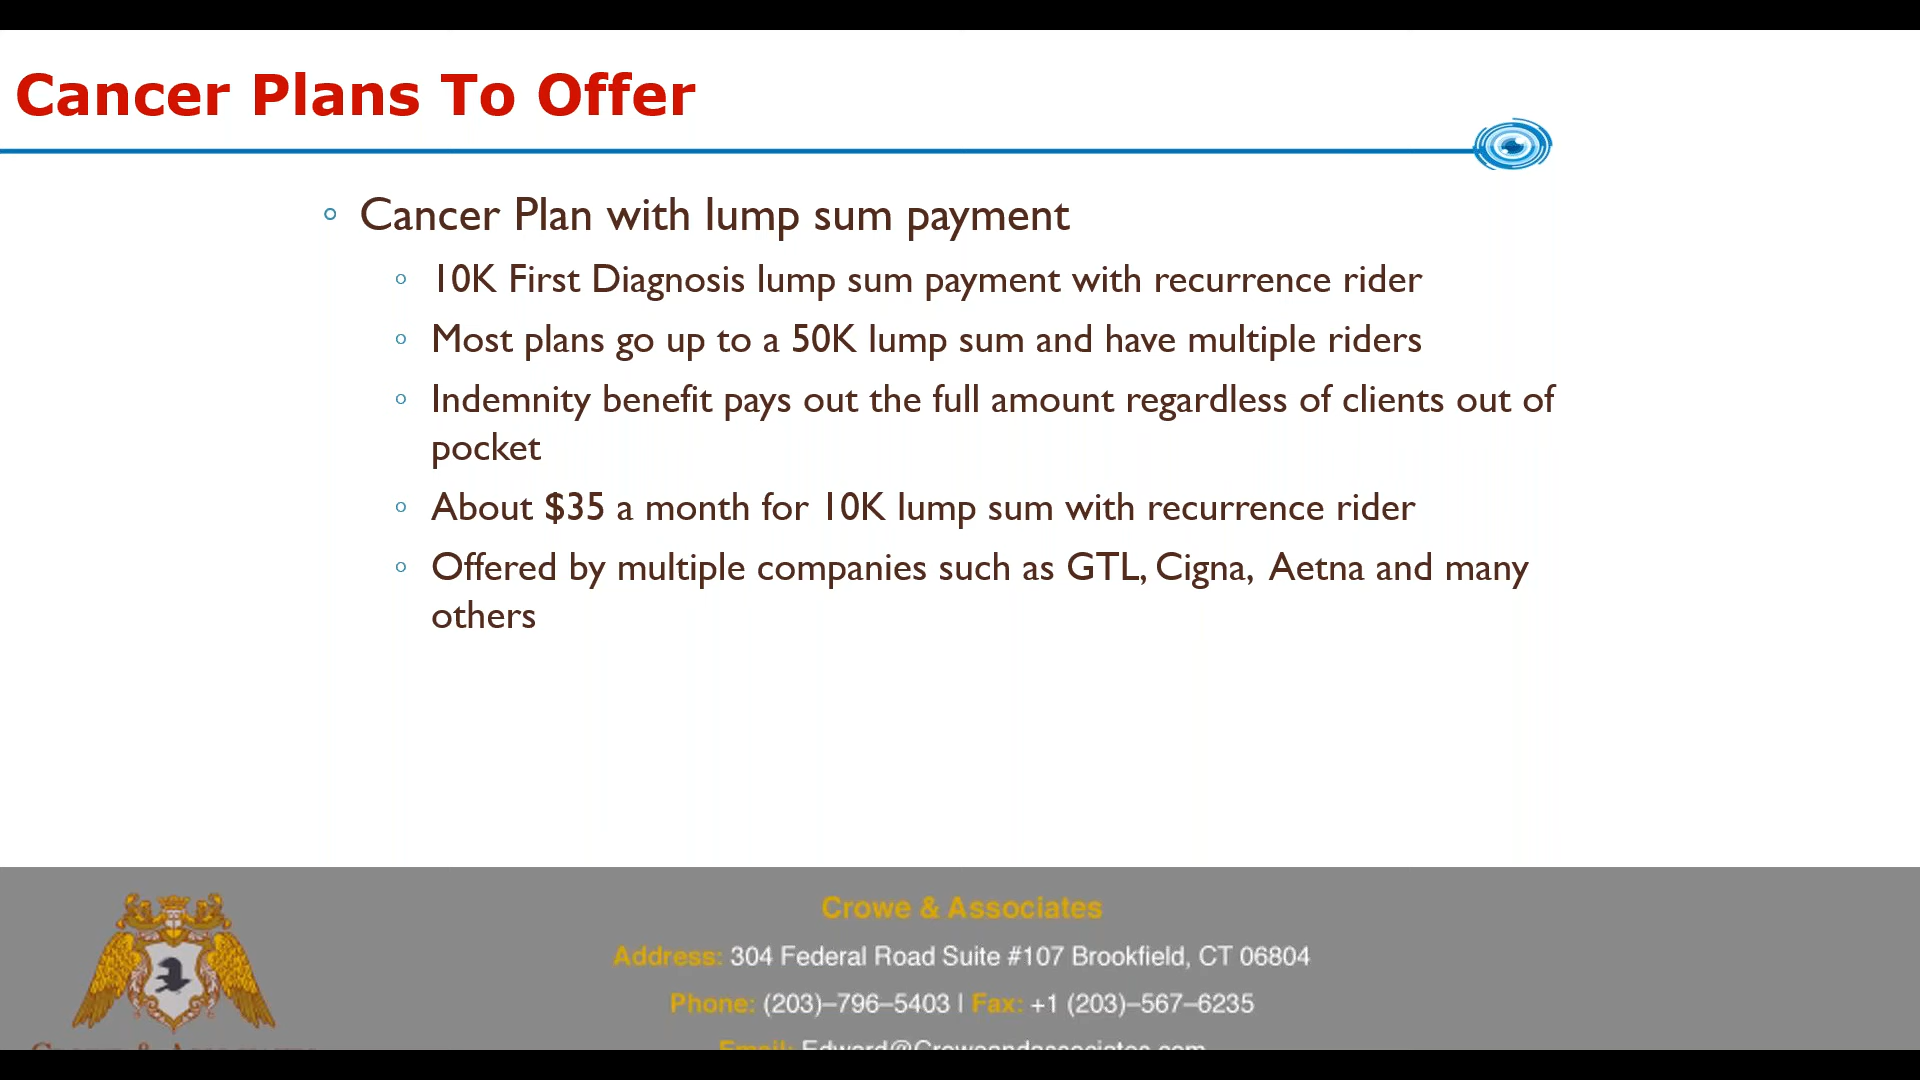 Cancer Plans To Offer
Cancer Plan with lump sum payment
10K First Diagnosis lump sum payment with recurrence rider
Most plans go up to a 50K lump sum and have multiple riders
Indemnity benefit pays out the full amount regardless of clients out of
pocket
About $35 a month for 10K lump sum with recurrence rider
Offered by multiple companies such as GTL, Cigna, Aetna and many
others
Crowe & Associates
Address: 304 Federal Road Suite #107 Brookfield, CT 06804
Phone: (203)–796–5403 | Fax: +1 (203)–567–6235
Email: Edward@Croweandassociates.com